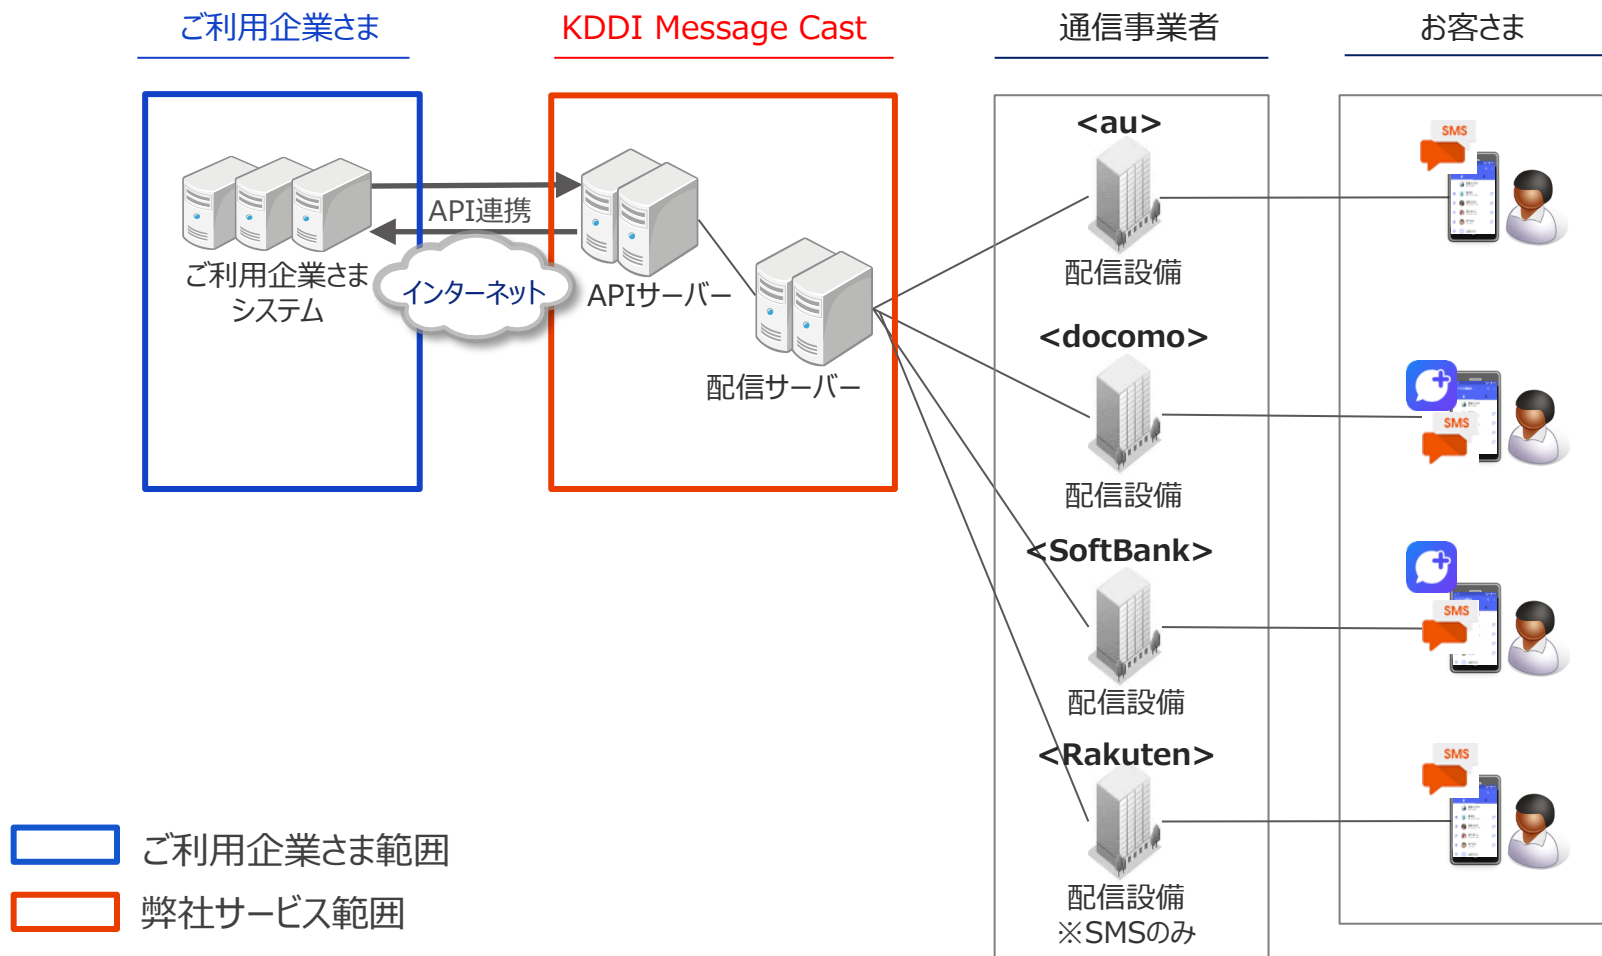 ご利用企業さま
KDDI Message Cast
通信事業者
お客さま
API連携
インターネット
ご利用企業さま
システム
APIサーバー
配信サーバー
<au>
配信設備
<docomo>
配信設備
<SoftBank>
配信設備
<Rakuten>
配信設備
※SMSのみ
SMS
SMS
SMS
SMS
ご利用企業さま範囲
弊社サービス範囲